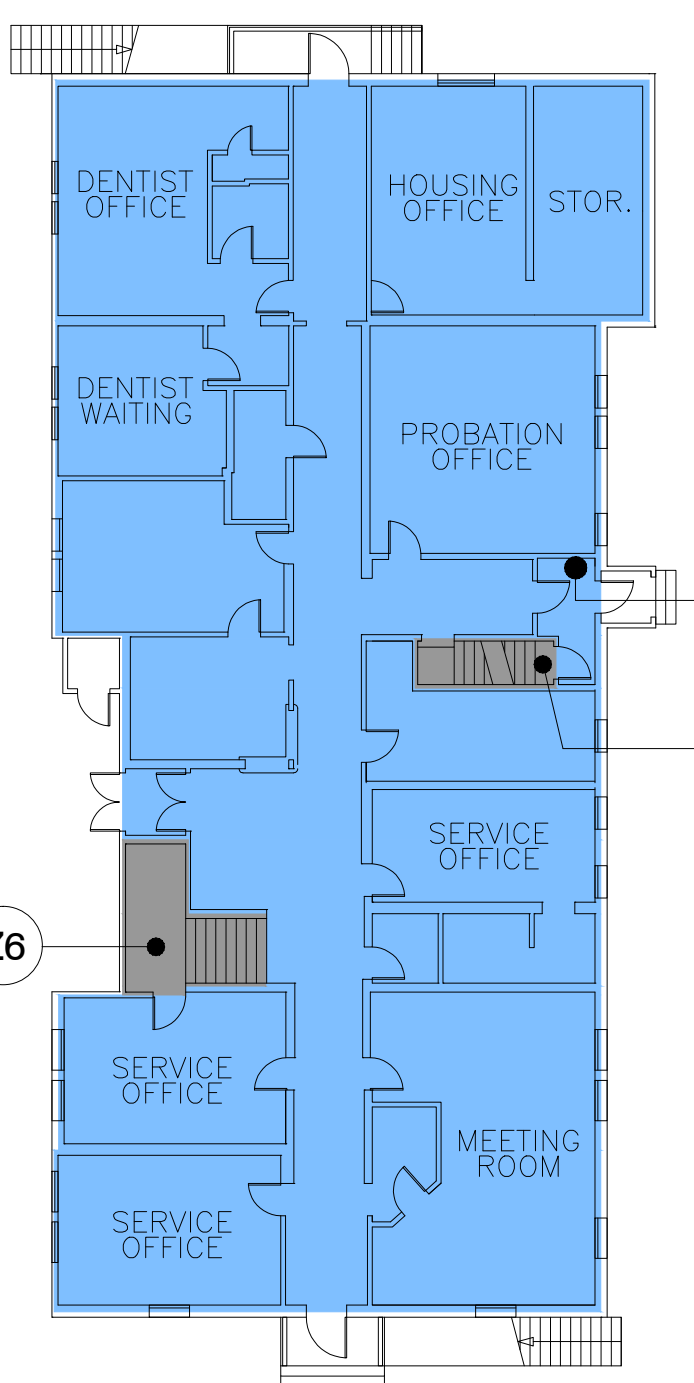 DENTIST
OFFICE
HOUSING
OFFICE
STOR.
DENTIST
WAITING
PROBATION
OFFICE
SERVICE
OFFICE
SERVICE
OFFICE
MEETING
ROOM
SERVICE
OFFICE